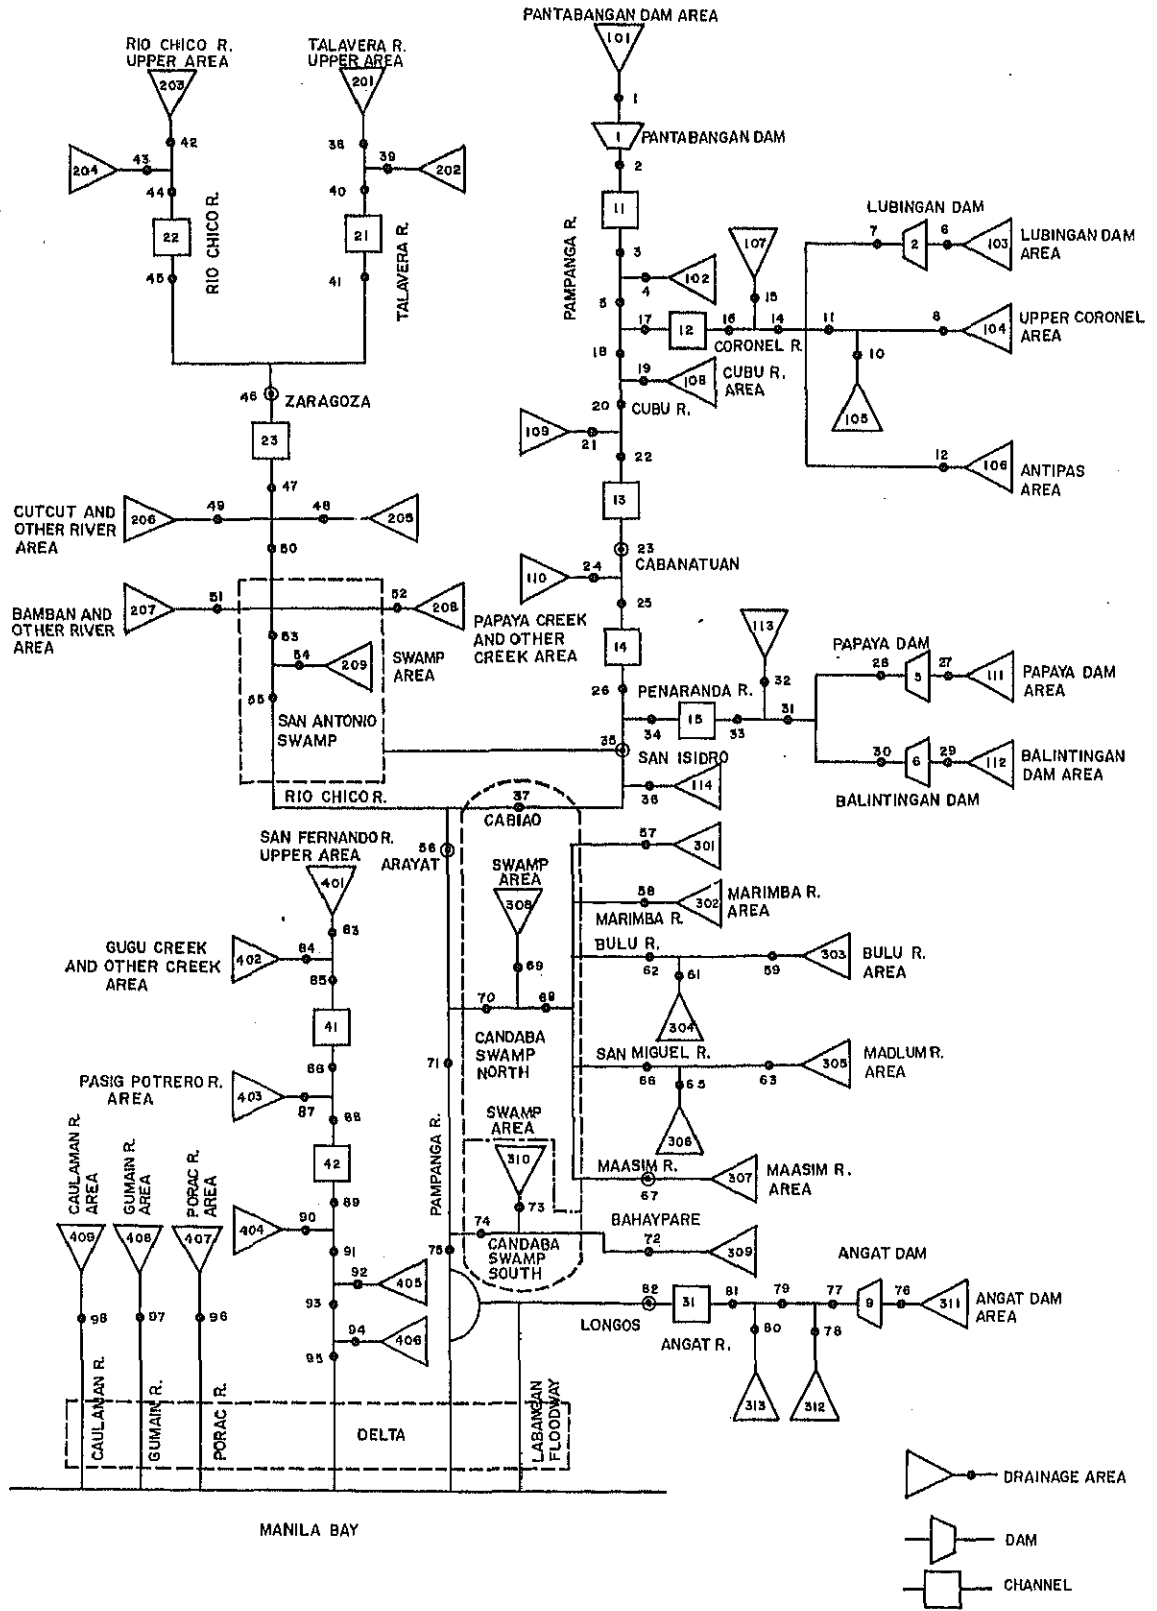 PANTABANGAN DAM AREA
101
1
1
PANTABANGAN DAM
2
11
PAMPANGA R.
3
102
4
5
RIO CHICO R.
UPPER AREA
203
42
204
43
44
22
45
RIO CHICO R.
TALAVERA R.
UPPER AREA
201
38
39
202
40
21
41
TALAVERA R.
107
15
17
12
16
14
11
CORONEL R.
LUBINGAN DAM
7
2
6
103
LUBINGAN DAM
AREA
8
104
UPPER CORONEL
AREA
10
105
12
106
ANTIPAS
AREA
18
19
108
CUBU R.
AREA
20
CUBU R.
109
21
22
13
23
CABANATUAN
110
24
25
PAPAYA CREEK
AND OTHER
CREEK AREA
14
26
46
ZARAGOZA
23
47
CUTCUT AND
OTHER RIVER
AREA
206
49
48
205
50
BAMBAN AND
OTHER RIVER
AREA
207
51
52
208
53
54
209
SWAMP
AREA
55
SAN ANTONIO
SWAMP
RIO CHICO R.
113
32
PENARANDA R.
34
15
33
31
PAPAYA DAM
28
5
27
111
PAPAYA DAM
AREA
30
6
29
112
BALINTINGAN
DAM AREA
BALINTINGAN DAM
35
SAN ISIDRO
36
114
37
CABIAO
56
ARAYAT
SAN FERNANDO R.
UPPER AREA
401
83
GUGU CREEK
AND OTHER CREEK
AREA
402
84
85
41
86
PASIG POTRERO R.
AREA
403
87
88
42
89
404
90
91
92
405
93
94
406
95
SWAMP
AREA
308
69
70
68
CANDABA
SWAMP
NORTH
71
PAMPANGA R.
57
301
58
302
MARIMBA R.
AREA
MARIMBA R.
BULU R.
62
61
59
303
BULU R.
AREA
304
SAN MIGUEL R.
66
65
63
305
MADLUM R.
AREA
306
MAASIM R.
67
307
MAASIM R.
AREA
SWAMP
AREA
310
73
74
BAHAYPARE
72
309
75
CANDABA
SWAMP
SOUTH
CAULAMAN R.
AREA
409
98
GUMAIN R.
AREA
408
97
PORAC R.
AREA
407
96
82
LONGOS
31
81
79
77
ANGAT DAM
9
76
311
ANGAT DAM
AREA
ANGAT R.
80
78
313
312
CAULAMAN R.
GUMAIN R.
PORAC R.
DELTA
LABANGAN
FLOODWAY
MANILA BAY
DRAINAGE AREA
DAM
CHANNEL